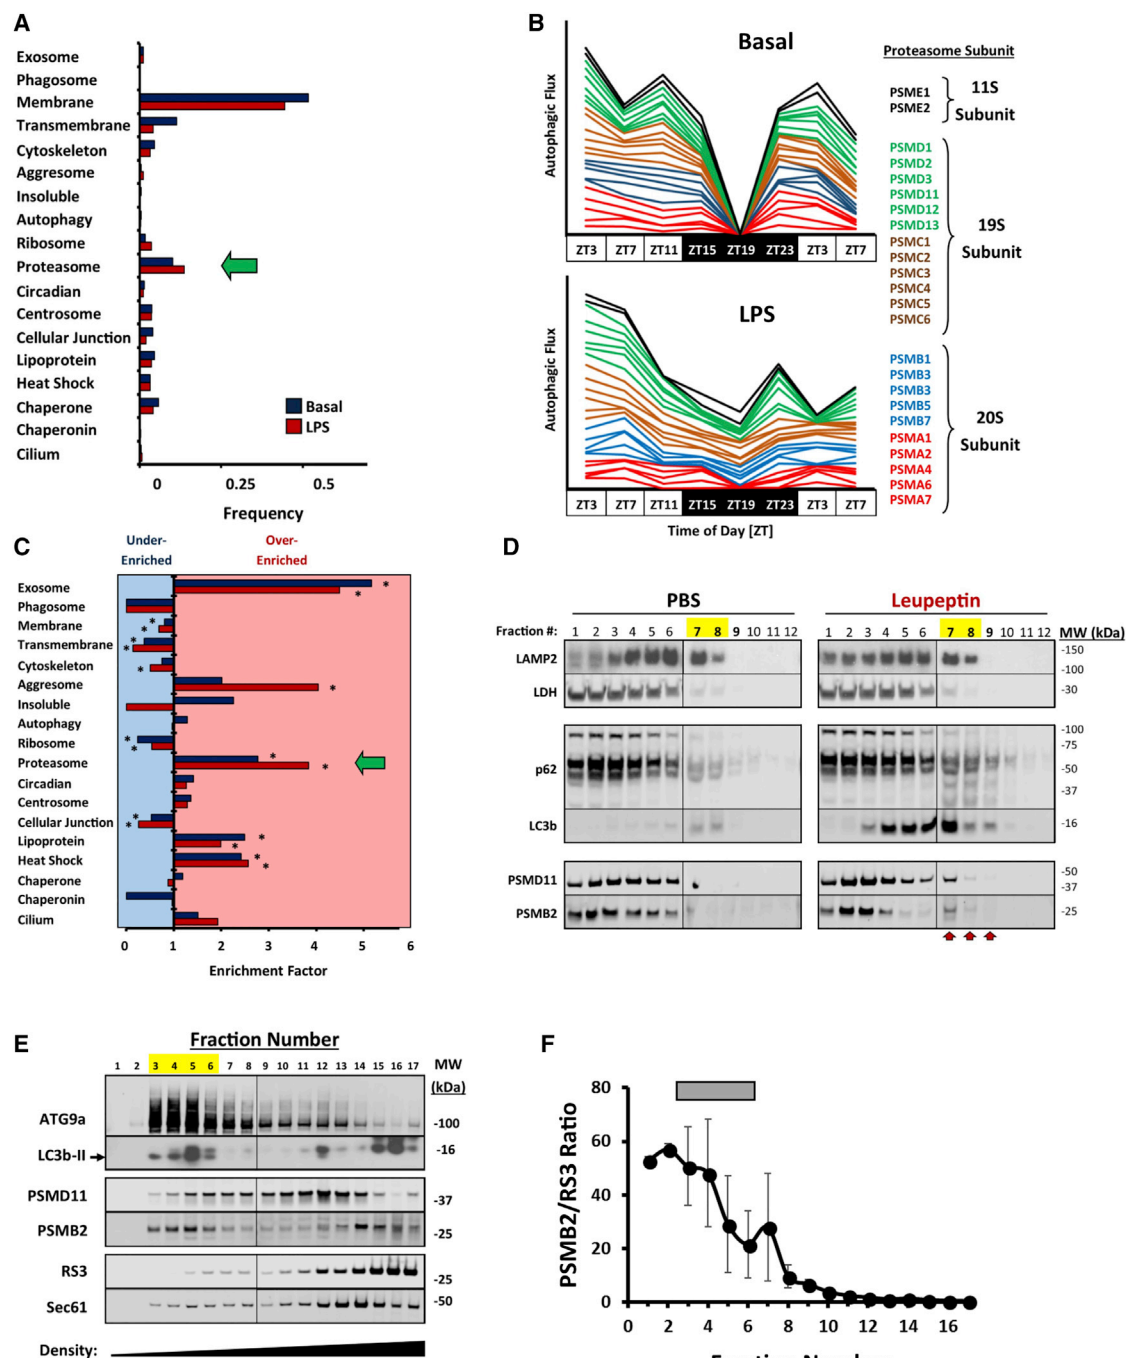 A
Exosome
Phagosome
Membrane
Transmembrane
Cytoskeleton
Aggresome
Insoluble
Autophagy
Ribosome
Proteasome
Circadian
Centrosome
Cellular Junction
Lipoprotein
Heat Shock
Chaperone
Chaperonin
Cilium
Basal
LPS
0 0.25 0.5
Frequency
B
Basal
Autophagic Flux
ZT3 ZT7 ZT11 ZT15 ZT19 ZT23 ZT3 ZT7
LPS
Autophagic Flux
ZT3 ZT7 ZT11 ZT15 ZT19 ZT23 ZT3 ZT7
Time of Day [ZT]
Proteasome Subunit
PSME1
PSME2
11S
Subunit
PSMD1
PSMD2
PSMD3
PSMD11
PSMD12
PSMD13
PSMC1
PSMC2
PSMC3
PSMC4
PSMC5
PSMC6
19S
Subunit
PSMB1
PSMB3
PSMB3
PSMB5
PSMB7
PSMA1
PSMA2
PSMA4
PSMA6
PSMA7
20S
Subunit
C
Under-
Enriched
Over-
Enriched
Exosome * *
Phagosome
Membrane * *
Transmembrane * *
Cytoskeleton *
Aggresome *
Insoluble
Autophagy
Ribosome * *
Proteasome * *
Circadian
Centrosome
Cellular Junction * *
Lipoprotein * *
Heat Shock * *
Chaperone
Chaperonin
Cilium
0 1 2 3 4 5 6
Enrichment Factor
D
PBS
Leupeptin
Fraction #: 1 2 3 4 5 6 7 8 9 10 11 12 1 2 3 4 5 6 7 8 9 10 11 12 MW (kDa)
LAMP2 -150
-100
LDH -30
p62 -100
-75
-50
-37
LC3b -16
PSMD11 -50
-37
PSMB2 -25
E
Fraction Number
1 2 3 4 5 6 7 8 9 10 11 12 13 14 15 16 17 MW
(kDa)
ATG9a -100
LC3b-II -16
PSMD11 -37
PSMB2 -25
RS3 -25
Sec61 -50
Density:
F
PSMB2/RS3 Ratio
80
60
40
20
0
0 2 4 6 8 10 12 14 16